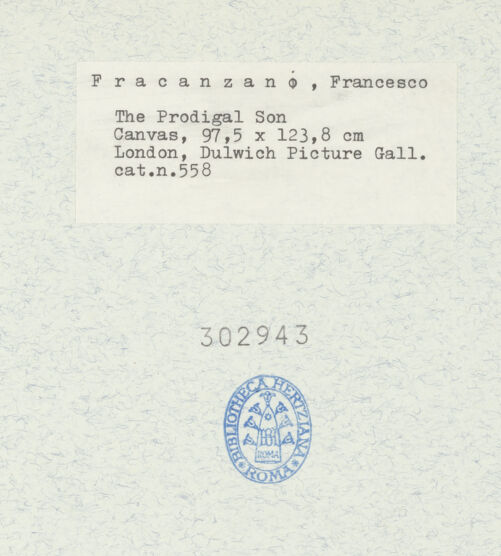 F r a c a n z a n o , Francesco
The Prodigal Son
Canvas, 97,5 x 123,8 cm
London, Dulwich Picture Gall.
cat.n.558
302943
BIBLIOTHECA HERTZIANA
ROMA
ROMA